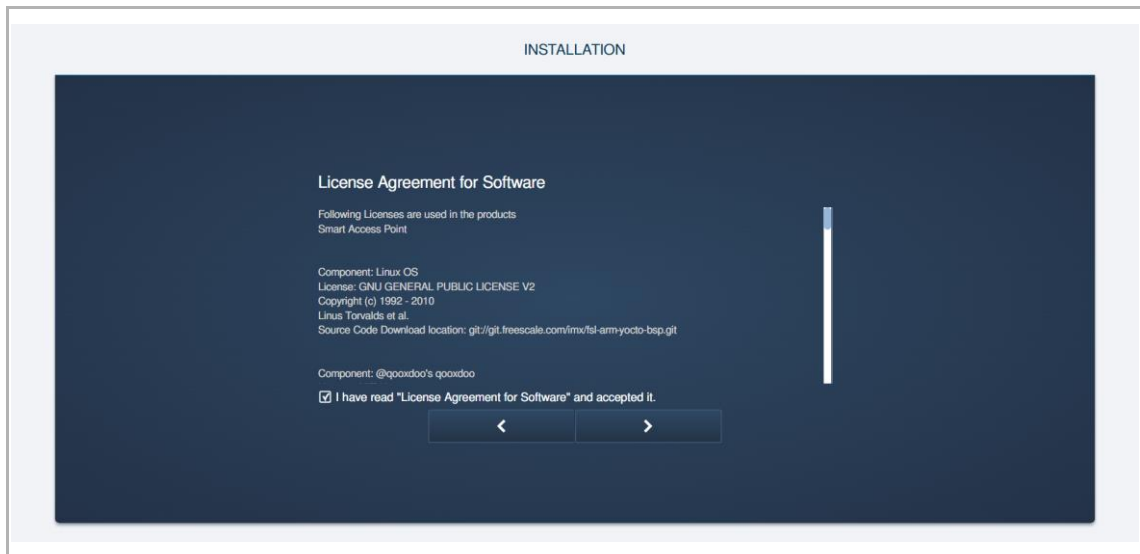 INSTALLATION
License Agreement for Software
Following Licenses are used in the products
Smart Access Point
Component: Linux OS
License: GNU GENERAL PUBLIC LICENSE V2
Copyright (c) 1992 - 2010
Linus Torvalds et al.
Source Code Download location: git://git.freescale.com/imx/fsl-arm-yocto-bsp.git
Component: @qooxdoo's qooxdoo
I have read "License Agreement for Software" and accepted it.